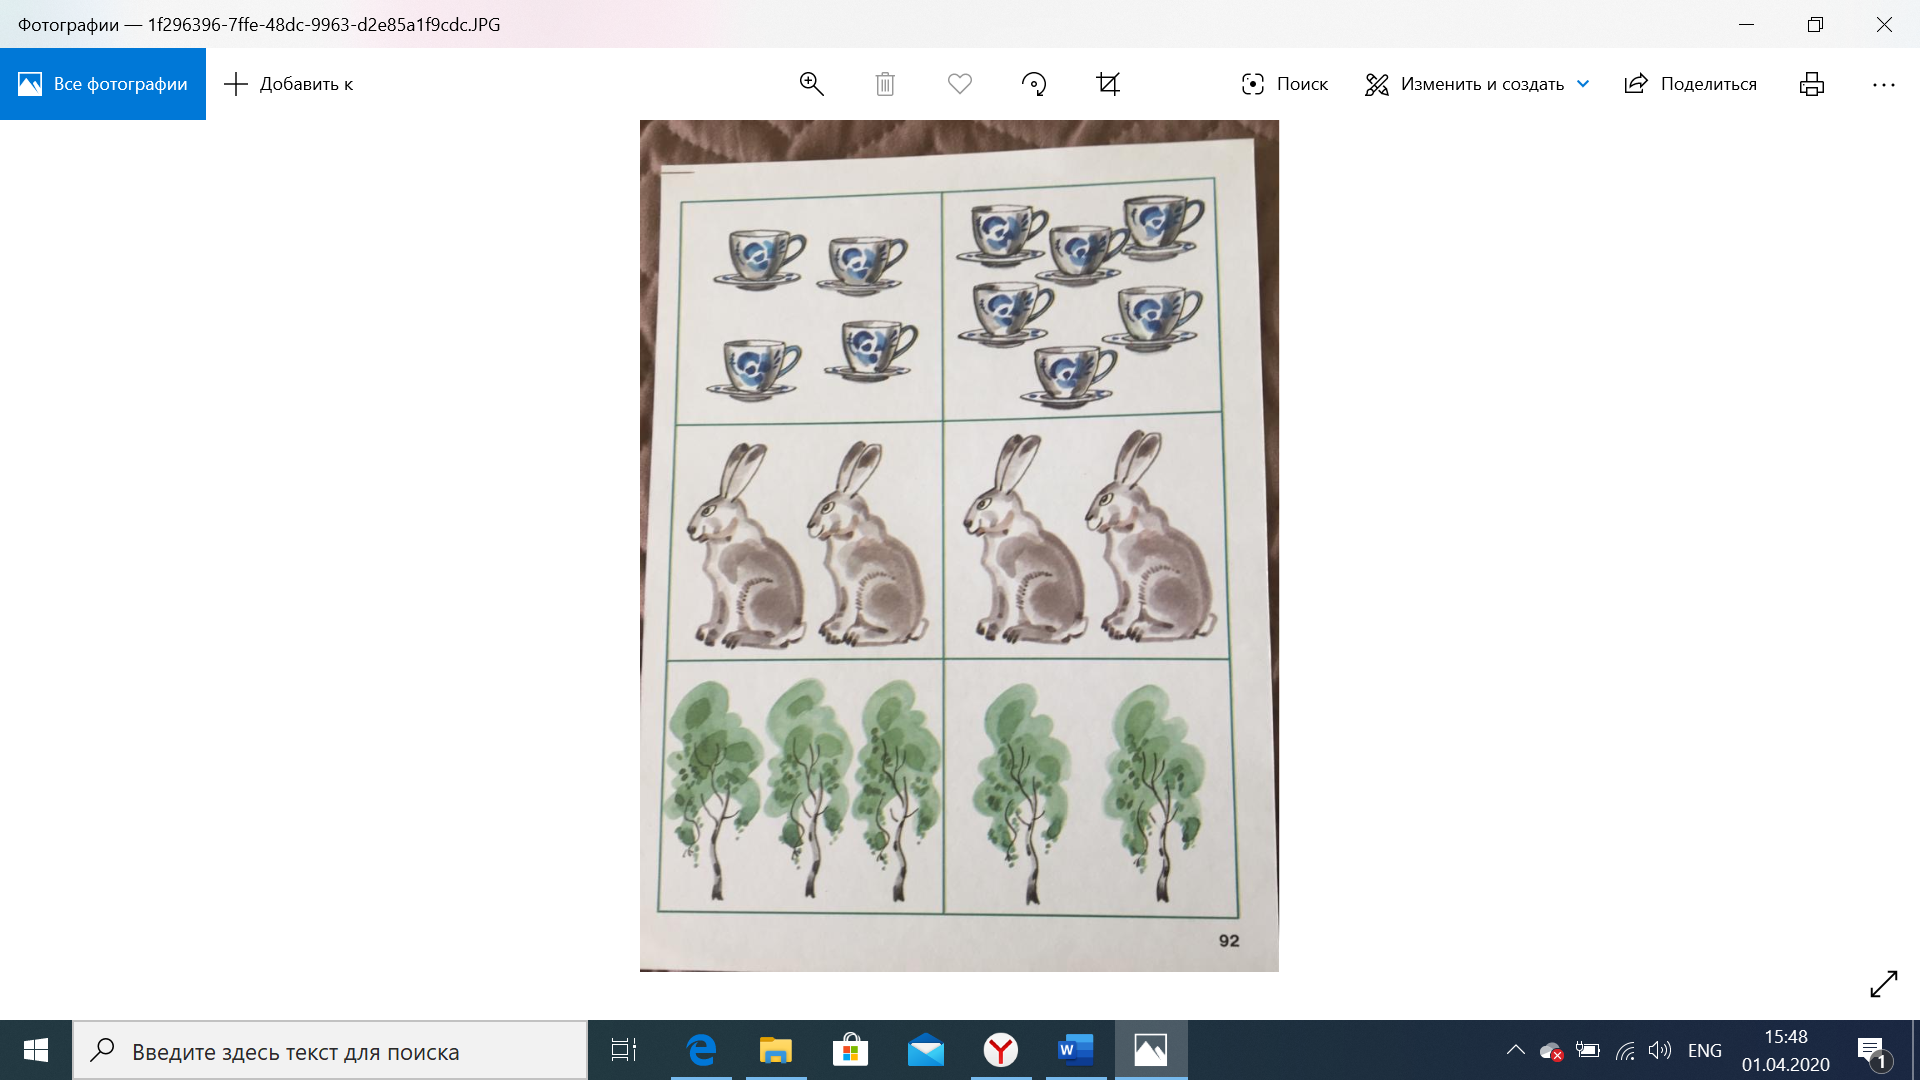 Фотографии — 1f296396-7ffe-48dc-9963-d2e85a1f9cdc.JPG
Все фотографии
Добавить к
Поиск
Изменить и создать
Поделиться
92
Введите здесь текст для поиска
ENG
15:48
01.04.2020
1